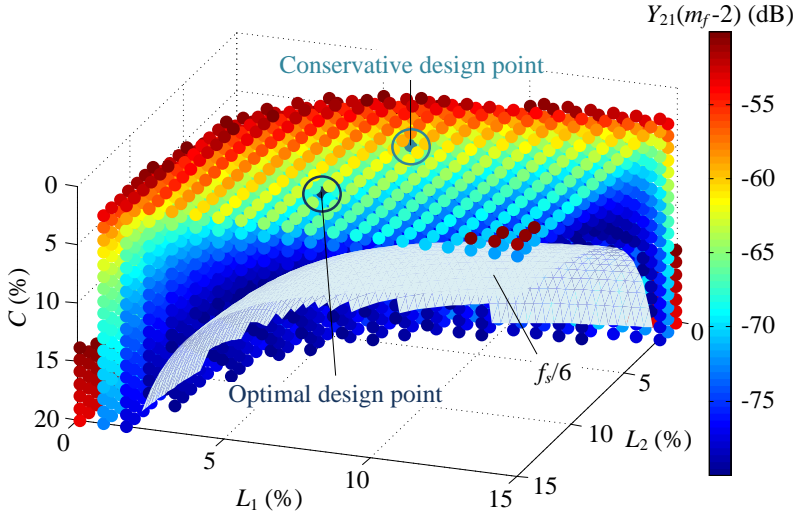 Y21(mf-2) (dB)
Conservative design point
-55
-60
-65
-70
-75
0
5
10
15
20
C (%)
Optimal design point
fs/6
0
5
10
15
L2 (%)
0
5
10
15
L1 (%)